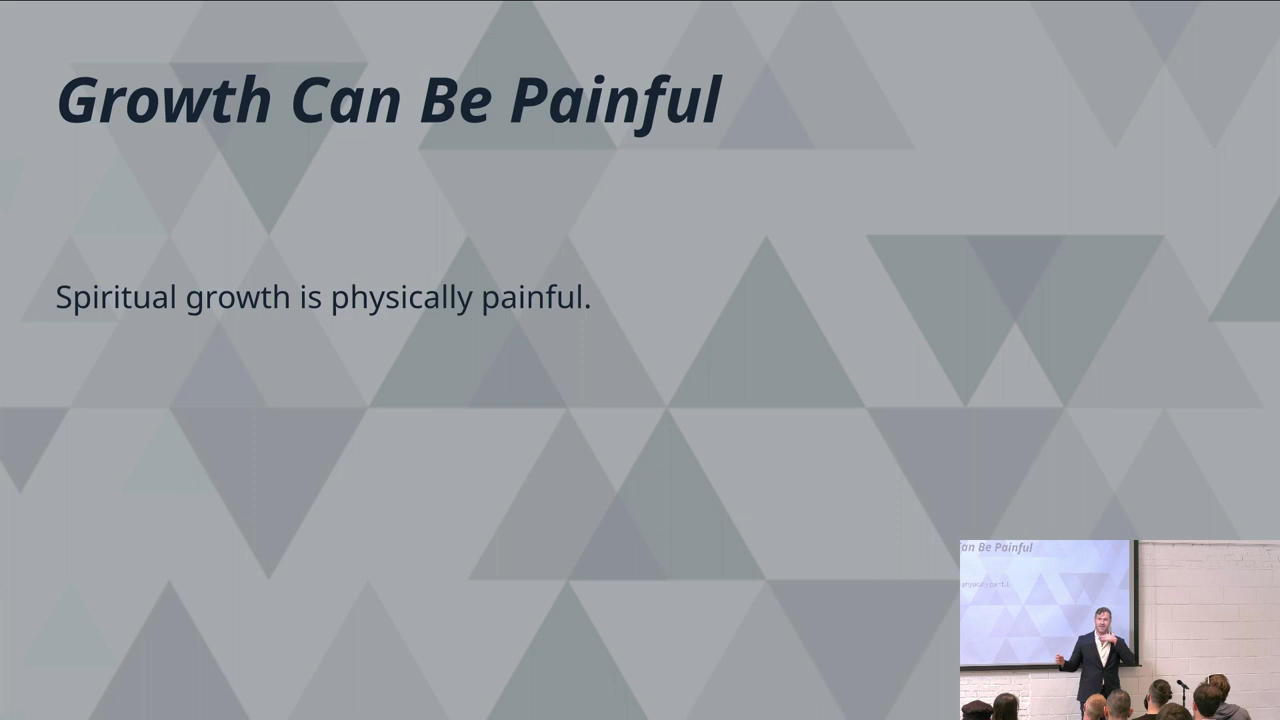 Growth Can Be Painful
Spiritual growth is physically painful.
an Be Painful